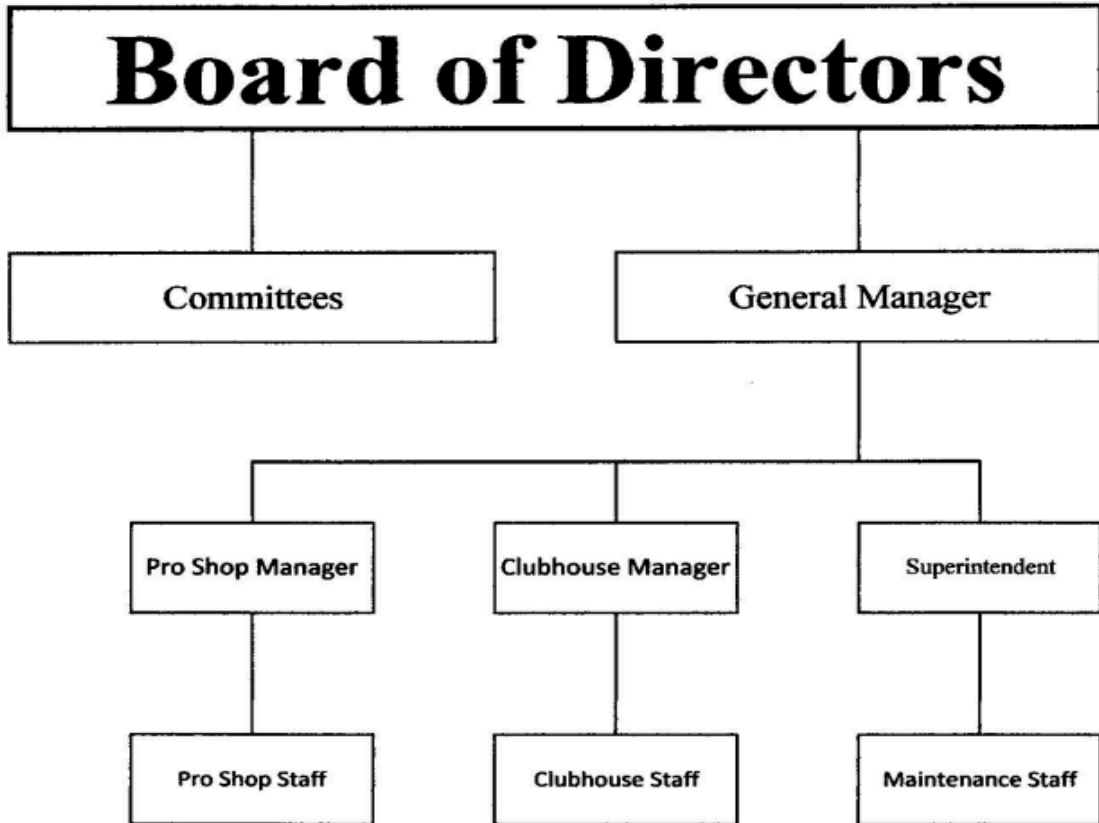 Board of Directors
Committees
General Manager
Pro Shop Manager
Clubhouse Manager
Superintendent
Pro Shop Staff
Clubhouse Staff
Maintenance Staff